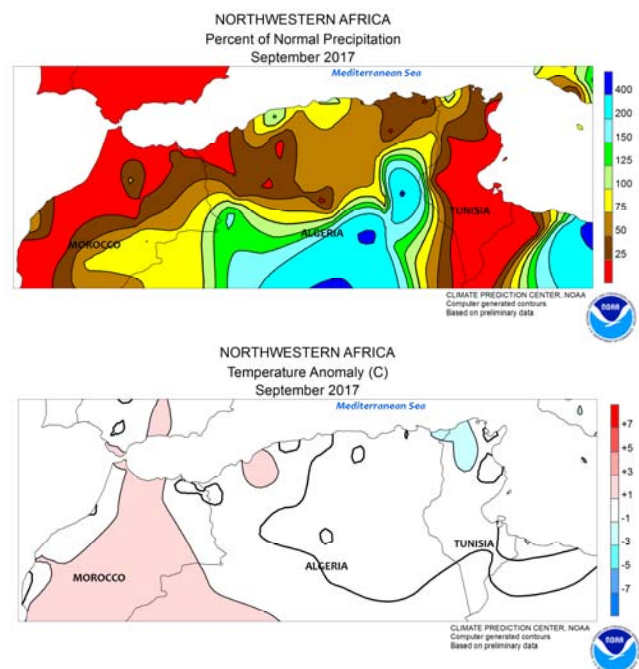 NORTHWESTERN AFRICA
Percent of Normal Precipitation
September 2017
Mediterranean Sea
400
200
150
125
100
75
50
25
MOROCCO
ALGERIA
TUNISIA
CLIMATE PREDICTION CENTER, NOAA
Computer generated contours
Based on preliminary data
NOAA
NORTHWESTERN AFRICA
Temperature Anomaly (C)
September 2017
Mediterranean Sea
+7
+5
+3
+1
-1
-3
-5
-7
MOROCCO
ALGERIA
TUNISIA
CLIMATE PREDICTION CENTER, NOAA
Computer generated contours
Based on preliminary data
NOAA